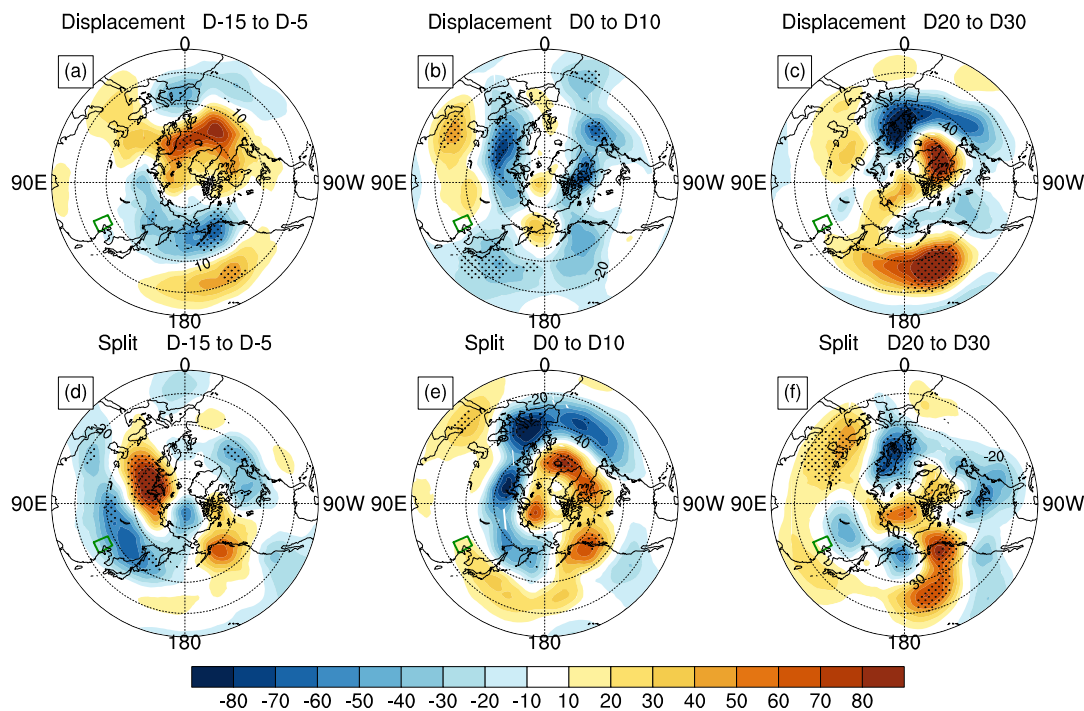 Displacement D-15 to D-5
Displacement D0 to D10
Displacement D20 to D30
0
0
0
(a)
(b)
(c)
10
40
90E
90W
90E
90W
90E
90W
10
10
-20
180
180
180
Split D-15 to D-5
Split D0 to D10
Split D20 to D30
0
0
0
(d)
(e)
(f)
-20
-20
40
-20
90E
90W
90E
90W
90E
90W
30
180
180
180
-80 -70 -60 -50 -40 -30 -20 -10 10 20 30 40 50 60 70 80